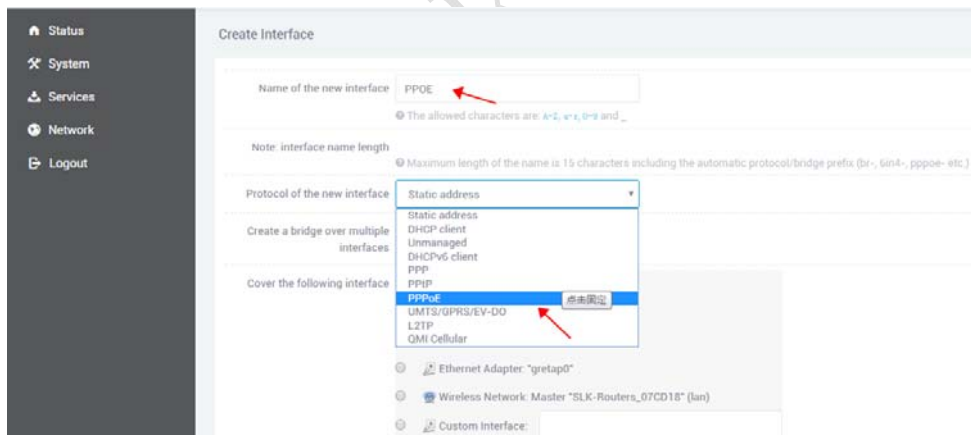 Status
System
Services
Network
Logout
Create Interface
Name of the new interface
PPOE
The allowed characters are: A-Z, a-z, 0-9 and _
Note: interface name length
Maximum length of the name is 15 characters including the automatic protocol/bridge prefix (br-, 6in4-, pppoe- etc.)
Protocol of the new interface
Static address
Static address
DHCP client
Unmanaged
DHCPv6 client
PPP
PPtP
PPPoE
点击固定
UMTS/GPRS/EV-DO
L2TP
QMI Cellular
Create a bridge over multiple
interfaces
Cover the following interface
Ethernet Adapter: "gretap0"
Wireless Network: Master "SLK-Routers_07CD18" (lan)
Custom Interface: